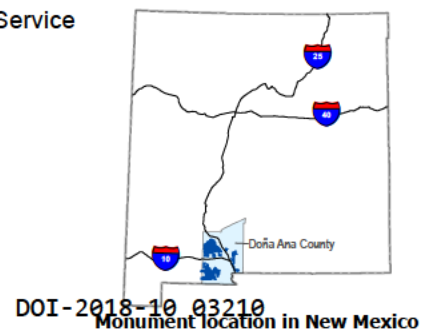 Service
25
40
Doña Ana County
10
DOI-2018-10 03210
Monument location in New Mexico